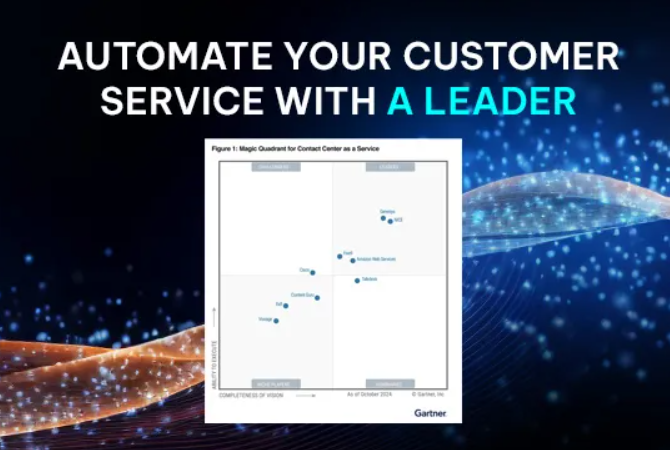 AUTOMATE YOUR CUSTOMER
SERVICE WITH A LEADER
Figure 1: Magic Quadrant for Contact Center as a Service
CHALLENGERS
LEADERS
Genesys
NICE
Five9
Amazon Web Services
Cisco
Talkdesk
Content Guru
8x8
Vonage
ABILITY TO EXECUTE
NICHE PLAYERS
VISIONARIES
COMPLETENESS OF VISION
As of October 2024
© Gartner, Inc
Gartner